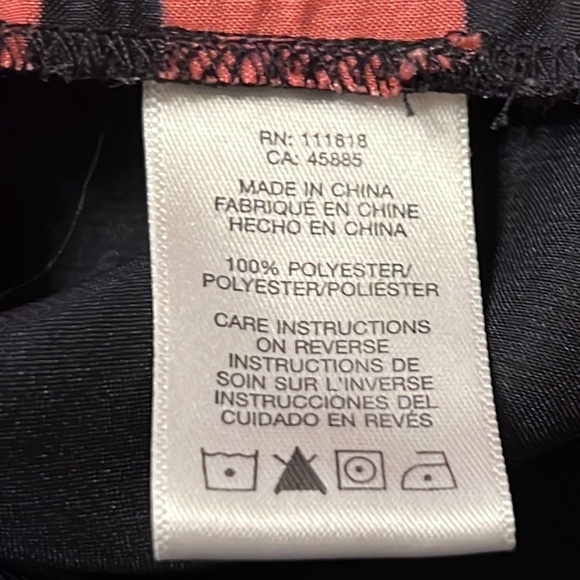 RN: 111818
CA: 45885
MADE IN CHINA
FABRIQUÉ EN CHINE
HECHO EN CHINA
100% POLYESTER/
POLYESTER/POLIÉSTER
CARE INSTRUCTIONS
ON REVERSE
INSTRUCTIONS DE
SOIN SUR L'INVERSE
INSTRUCCIONES DEL
CUIDADO EN REVÉS